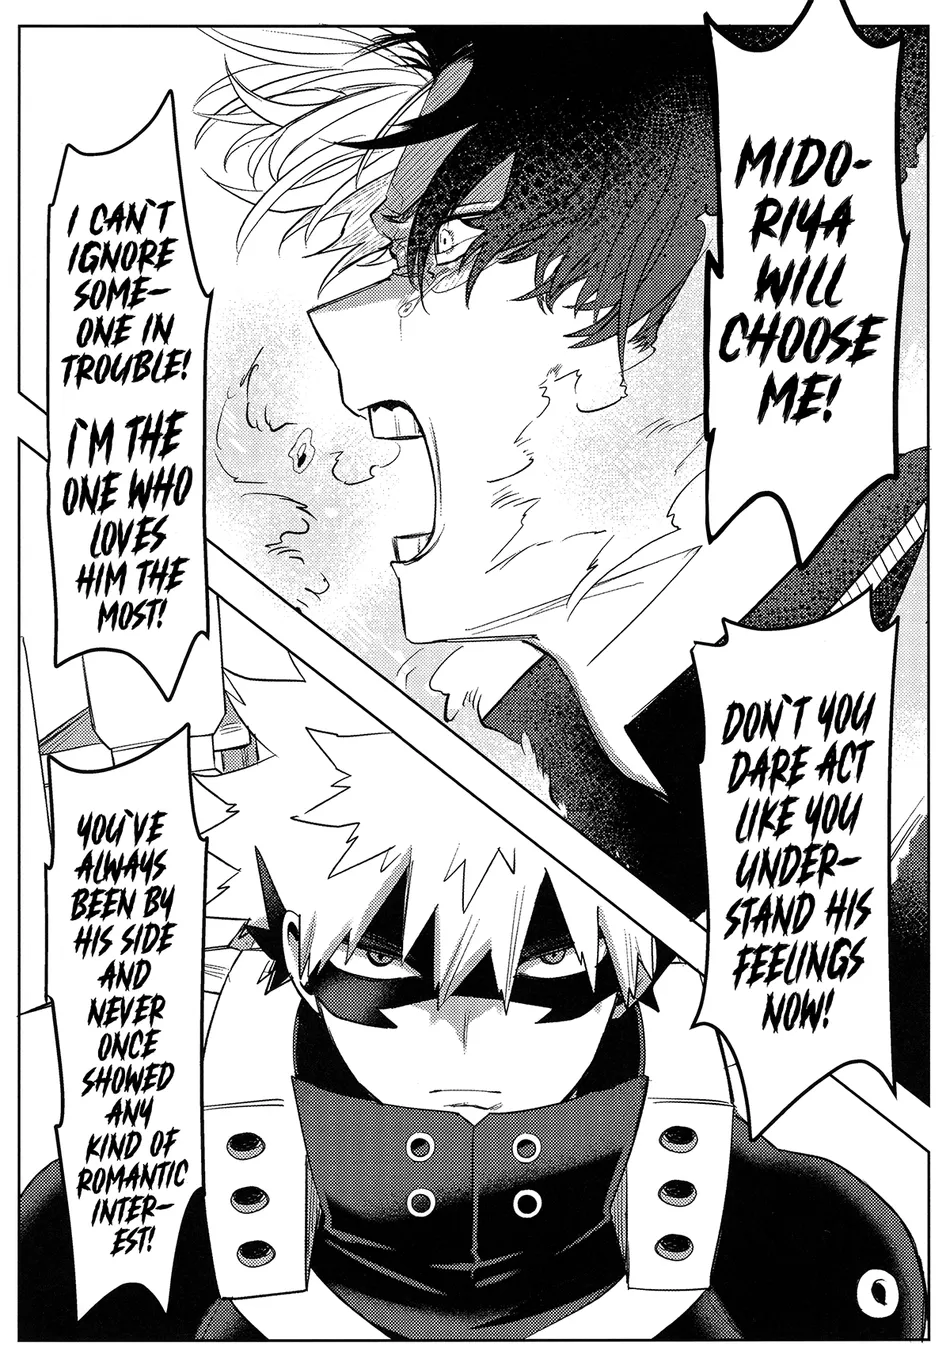 MIDO-
RIYA
WILL
CHOOSE
ME!
I CAN'T
IGNORE
SOME-
ONE IN
TROUBLE!
I'M THE
ONE WHO
LOVES
HIM THE
MOST!
DON'T YOU
DARE ACT
LIKE YOU
UNDER-
STAND HIS
FEELINGS
NOW!
YOU'VE
ALWAYS
BEEN BY
HIS SIDE
AND
NEVER
ONCE
SHOWED
ANY
KIND OF
ROMANTIC
INTER-
EST!